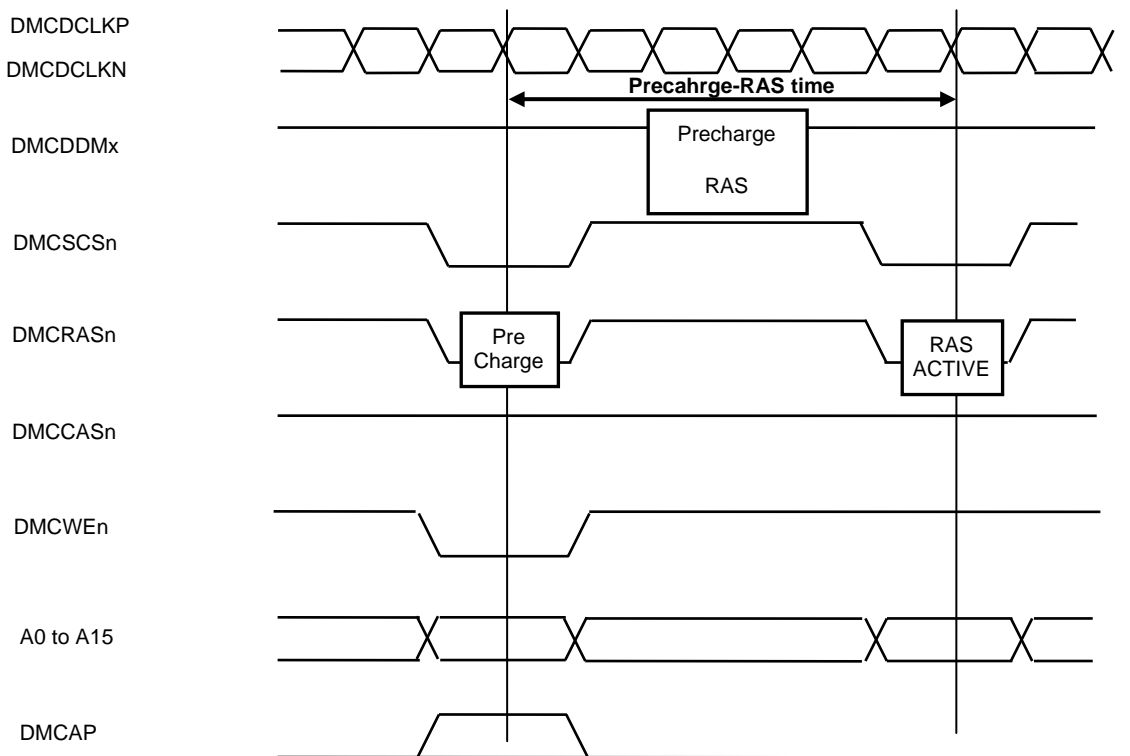 DMCDCLKP
DMCDCLKN
Precahrge-RAS time
DMCDDMx
Precharge
RAS
DMCSCSn
DMCRASn
Pre
Charge
RAS
ACTIVE
DMCCASn
DMCWEn
A0 to A15
DMCAP